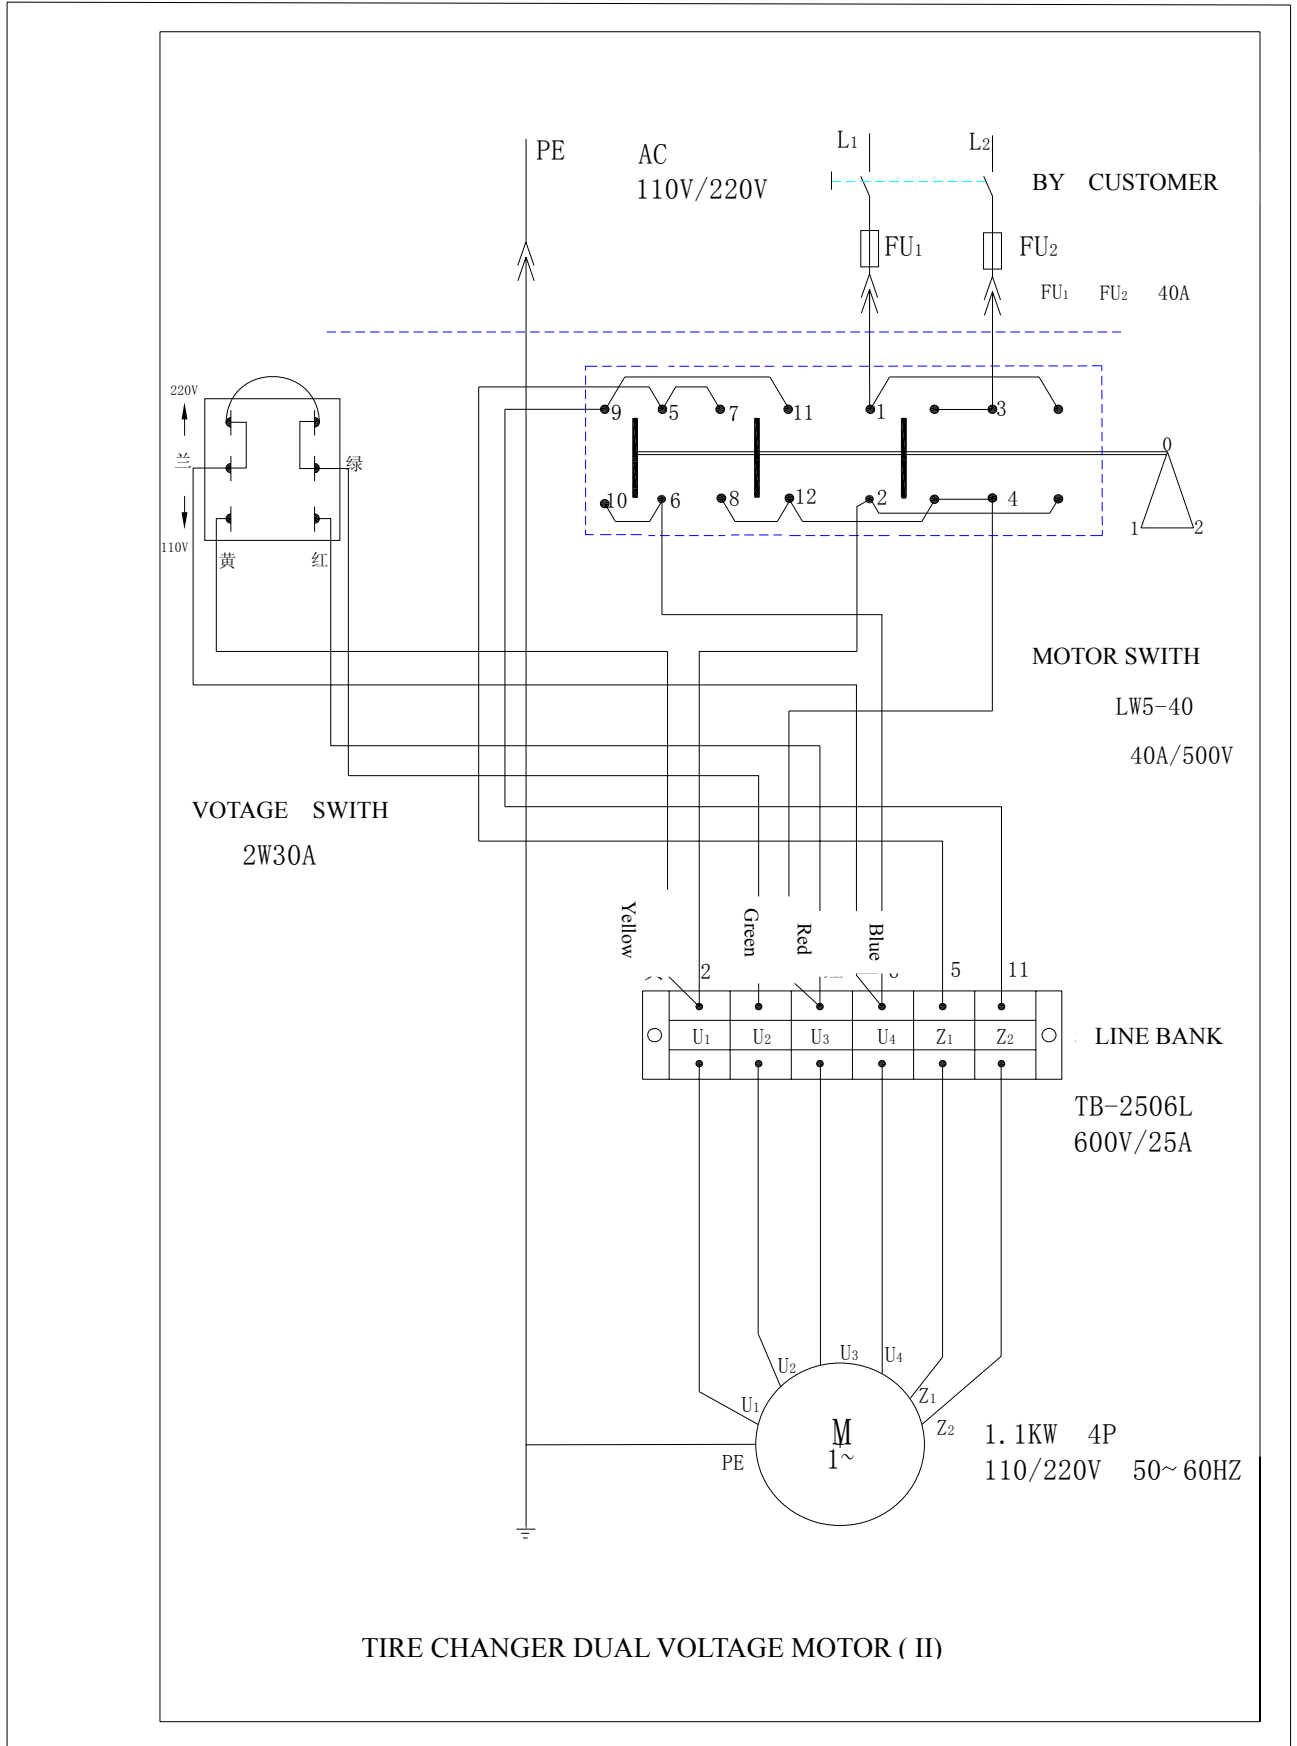 PE
AC
110V/220V
L1
L2
BY CUSTOMER
FU1
FU2
FU1 FU2 40A
220V
兰
绿
110V
黄
红
9 5 7 11 1 3
10 6 8 12 2 4
0
1 2
MOTOR SWITH
LW5-40
40A/500V
VOTAGE SWITH
2W30A
Yellow
Green
Red
Blue
2 5 11
U1 U2 U3 U4 Z1 Z2
LINE BANK
TB-2506L
600V/25A
U1
U2
U3
U4
Z1
Z2
PE
M
1~
1.1KW 4P
110/220V 50~60HZ
TIRE CHANGER DUAL VOLTAGE MOTOR ( II)